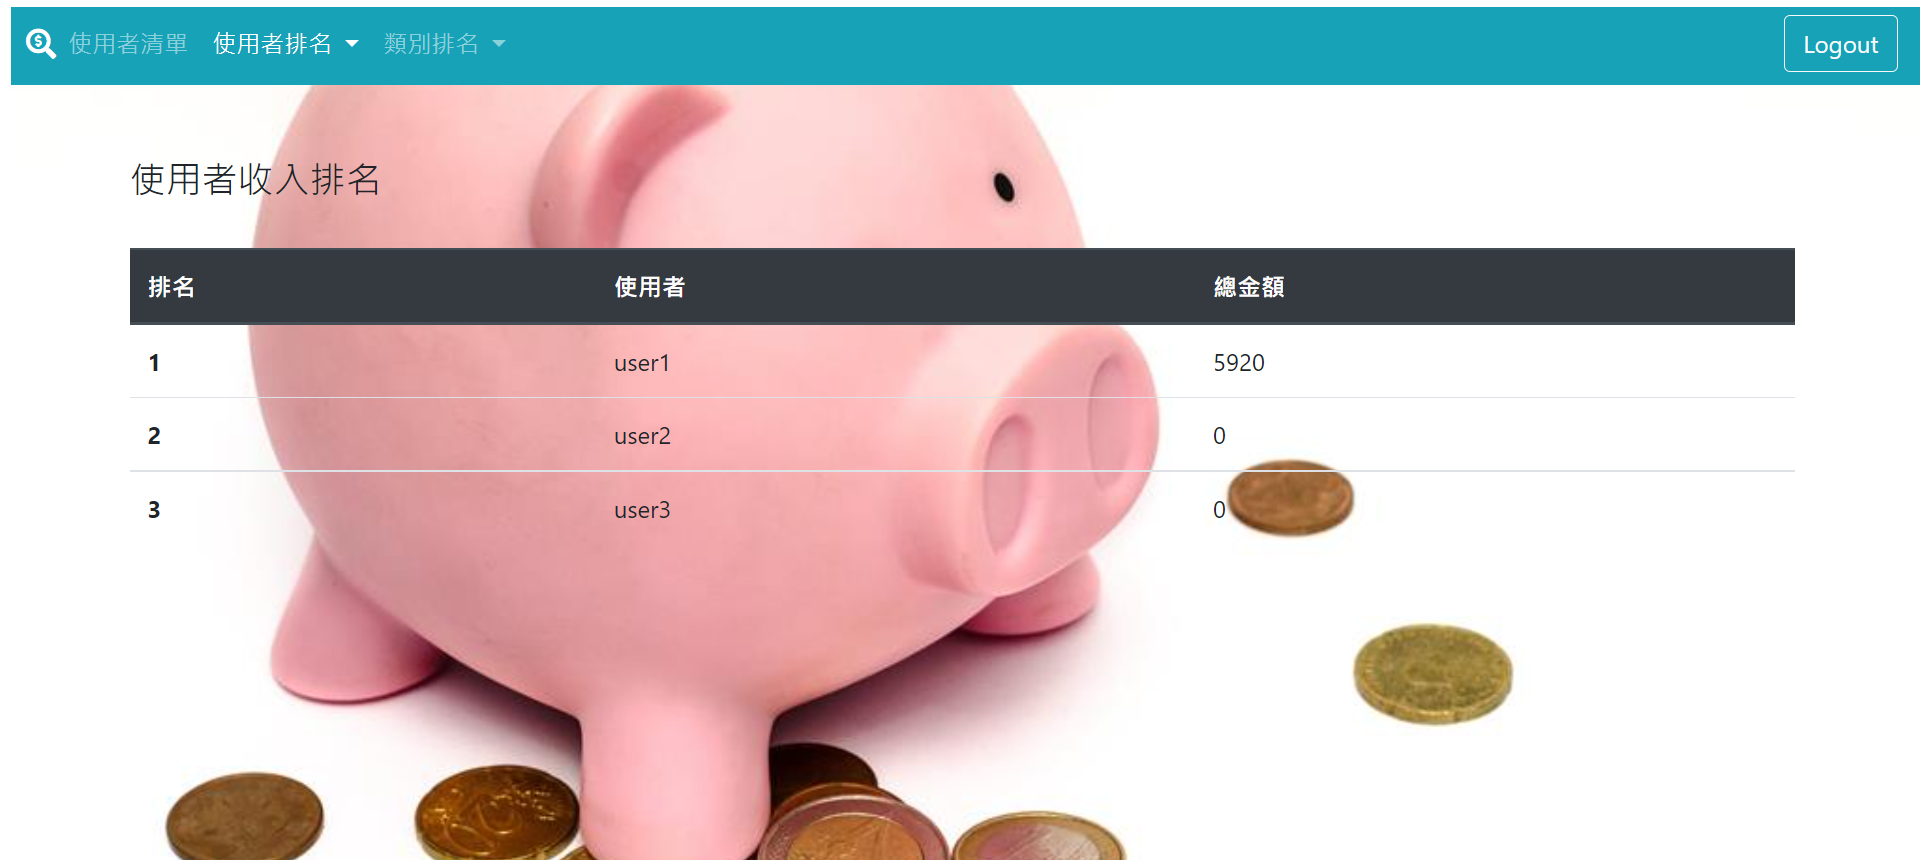 使用者清單 使用者排名 類別排名 Logout
使用者收入排名
排名 使用者 總金額
1 user1 5920
2 user2 0
3 user3 0